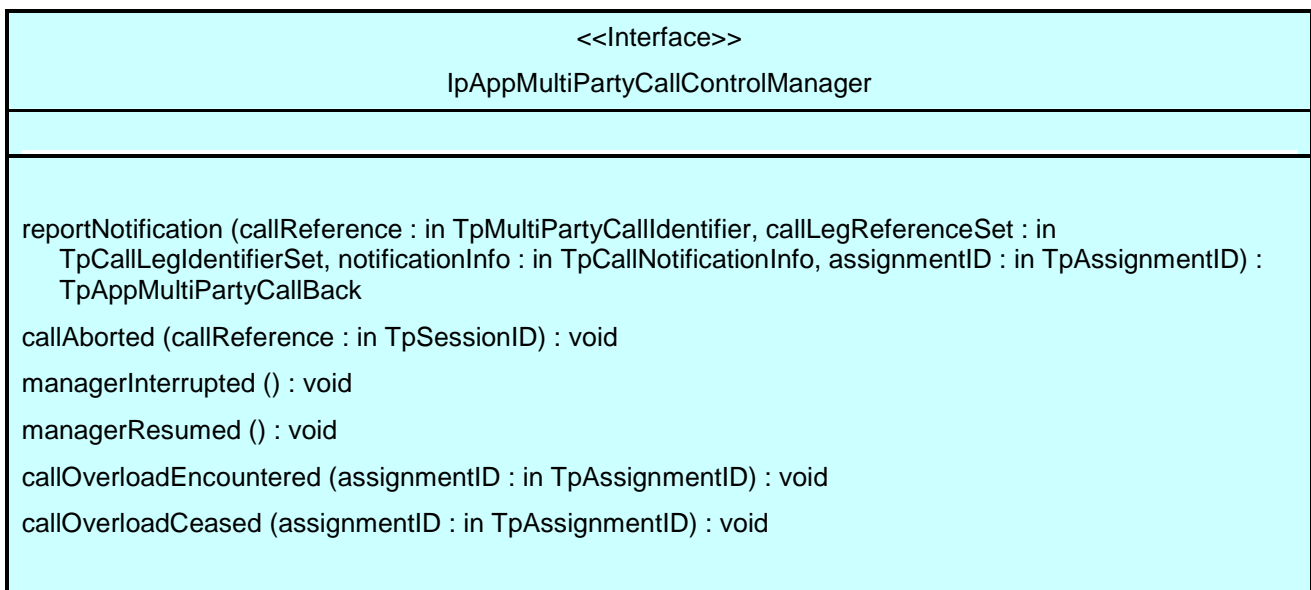 <<Interface>>
IpAppMultiPartyCallControlManager
reportNotification (callReference : in TpMultiPartyCallIdentifier, callLegReferenceSet : in
TpCallLegIdentifierSet, notificationInfo : in TpCallNotificationInfo, assignmentID : in TpAssignmentID) :
TpAppMultiPartyCallBack
callAborted (callReference : in TpSessionID) : void
managerInterrupted () : void
managerResumed () : void
callOverloadEncountered (assignmentID : in TpAssignmentID) : void
callOverloadCeased (assignmentID : in TpAssignmentID) : void